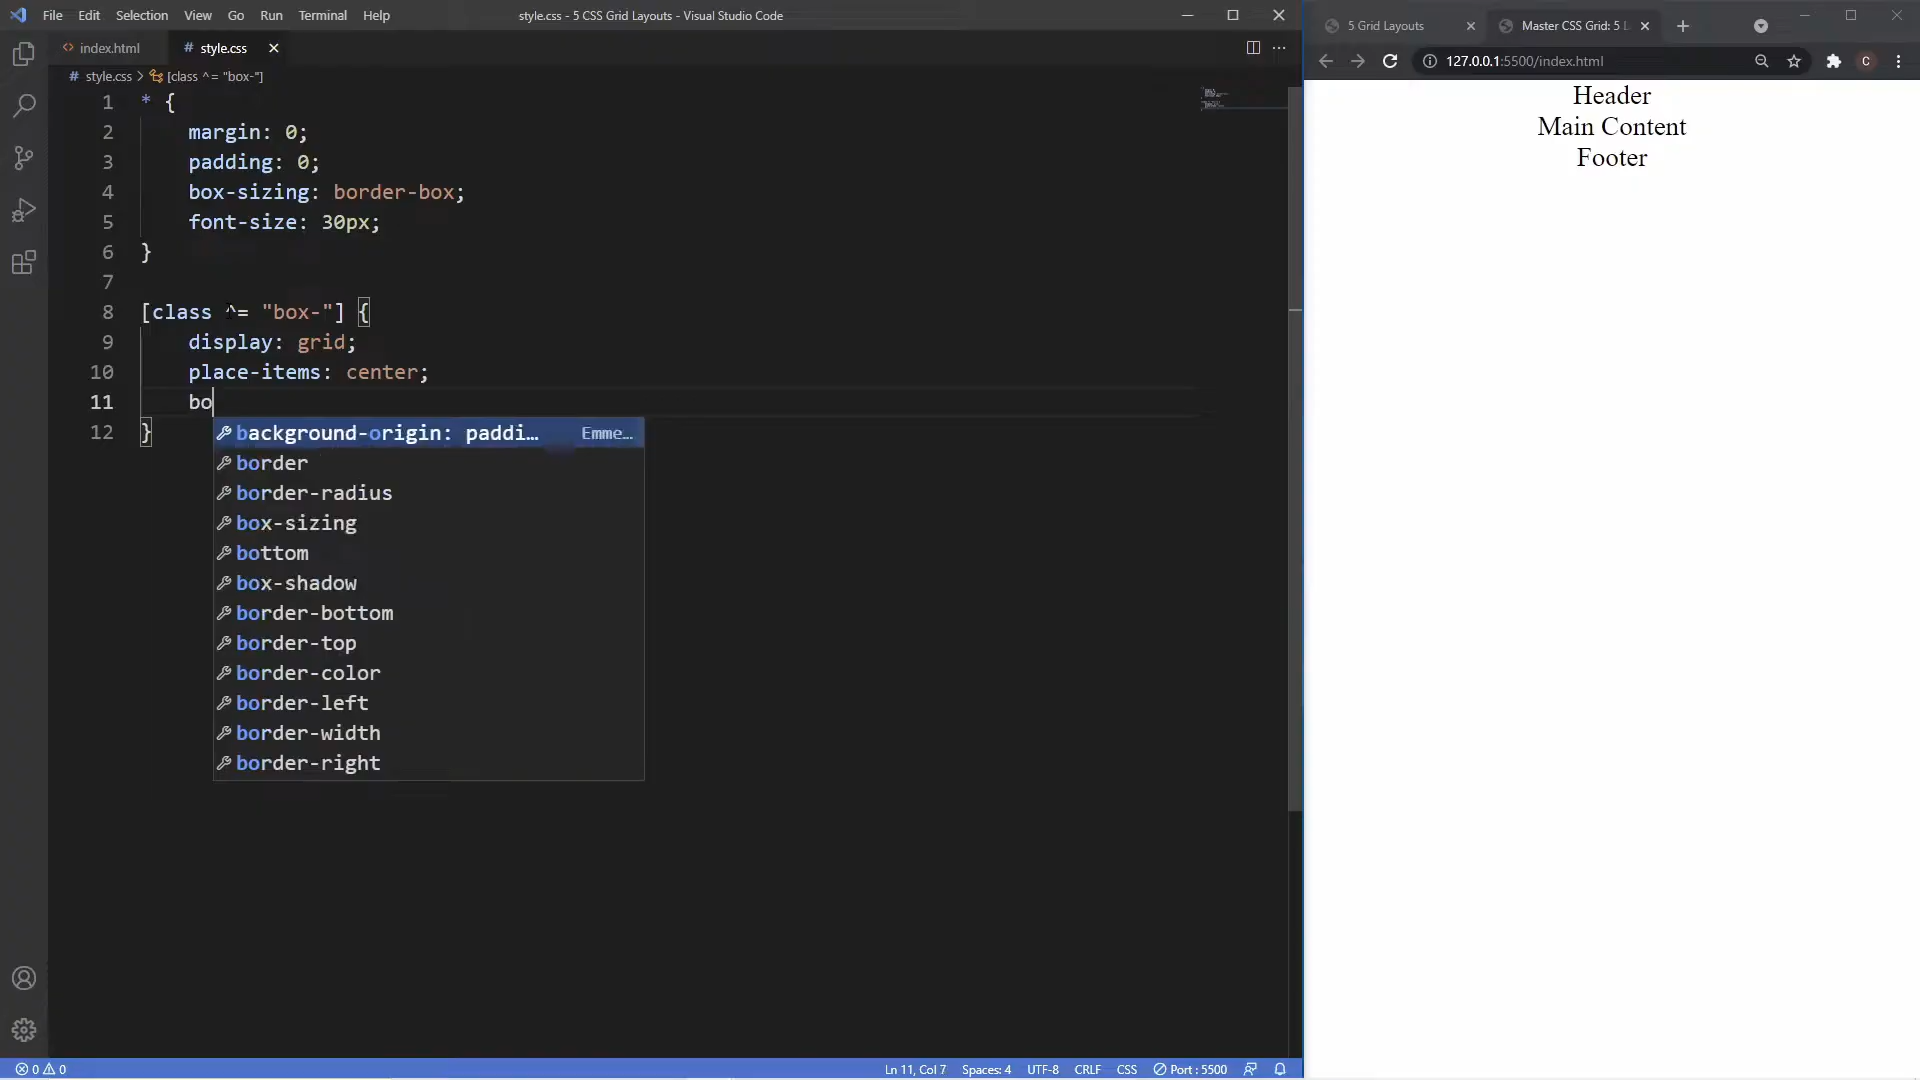 File Edit Selection View Go Run Terminal Help
style.css - 5 CSS Grid Layouts - Visual Studio Code
index.html
# style.css
# style.css > [class ^= "box-"]
1 * {
2 margin: 0;
3 padding: 0;
4 box-sizing: border-box;
5 font-size: 30px;
6 }
7
8 [class ^= "box-"] {
9 display: grid;
10 place-items: center;
11 bo
12 }
background-origin: paddi… Emme…
border
border-radius
box-sizing
bottom
box-shadow
border-bottom
border-top
border-color
border-left
border-width
border-right
0 0
Ln 11, Col 7 Spaces: 4 UTF-8 CRLF CSS Port : 5500
5 Grid Layouts
Master CSS Grid: 5 L
127.0.0.1:5500/index.html
C
Header
Main Content
Footer